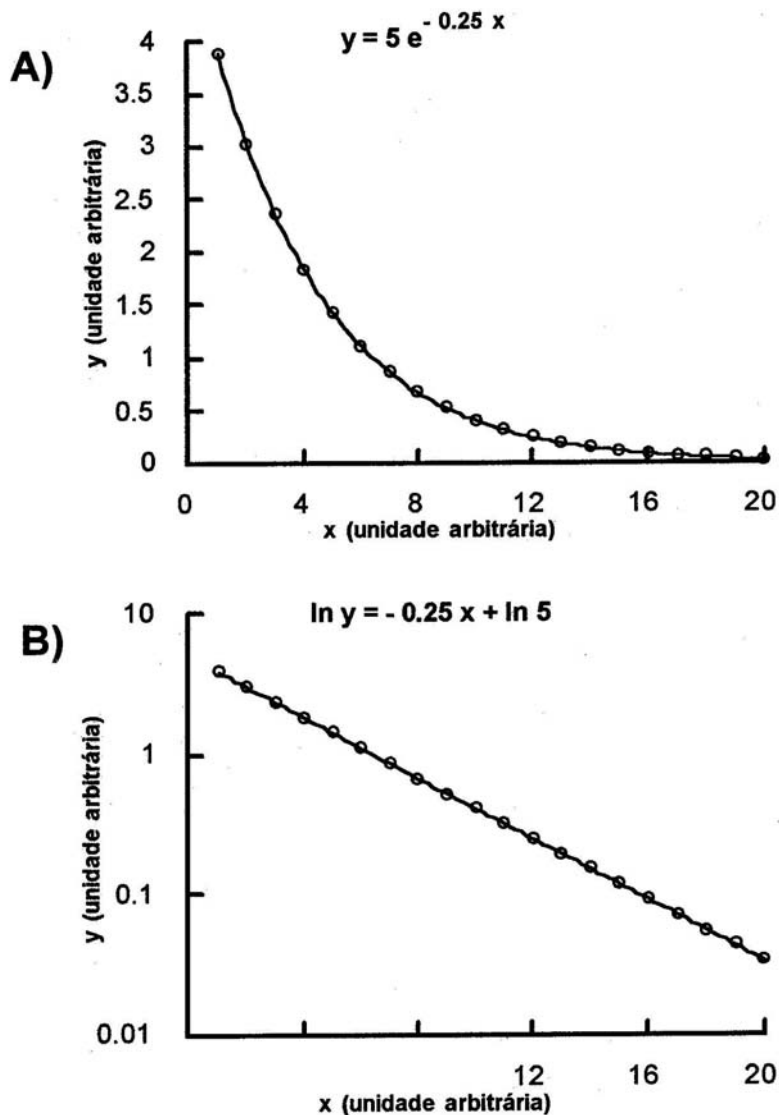 A)
y = 5 e - 0.25 x
4
3.5
3
2.5
2
1.5
1
0.5
0
y (unidade arbitrária)
0 4 8 12 16 20
x (unidade arbitrária)
B)
ln y = - 0.25 x + ln 5
10
1
0.1
0.01
y (unidade arbitrária)
12 16 20
x (unidade arbitrária)